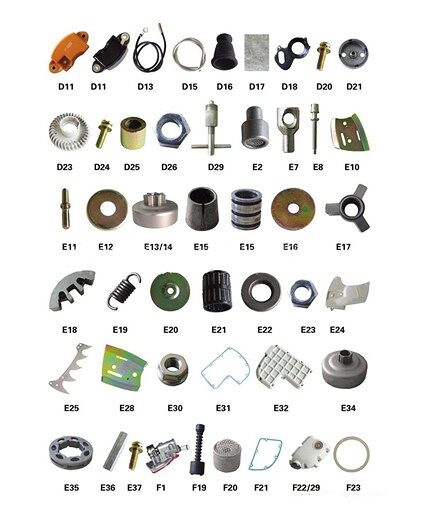 D11 D11 D13 D15 D16 D17 D18 D20 D21
D23 D24 D25 D26 D29 E2 E7 E8 E10
E11 E12 E13/14 E15 E15 E16 E17
E18 E19 E20 E21 E22 E23 E24
E25 E28 E30 E31 E32 E34
E35 E36 E37 F1 F19 F20 F21 F22/29 F23